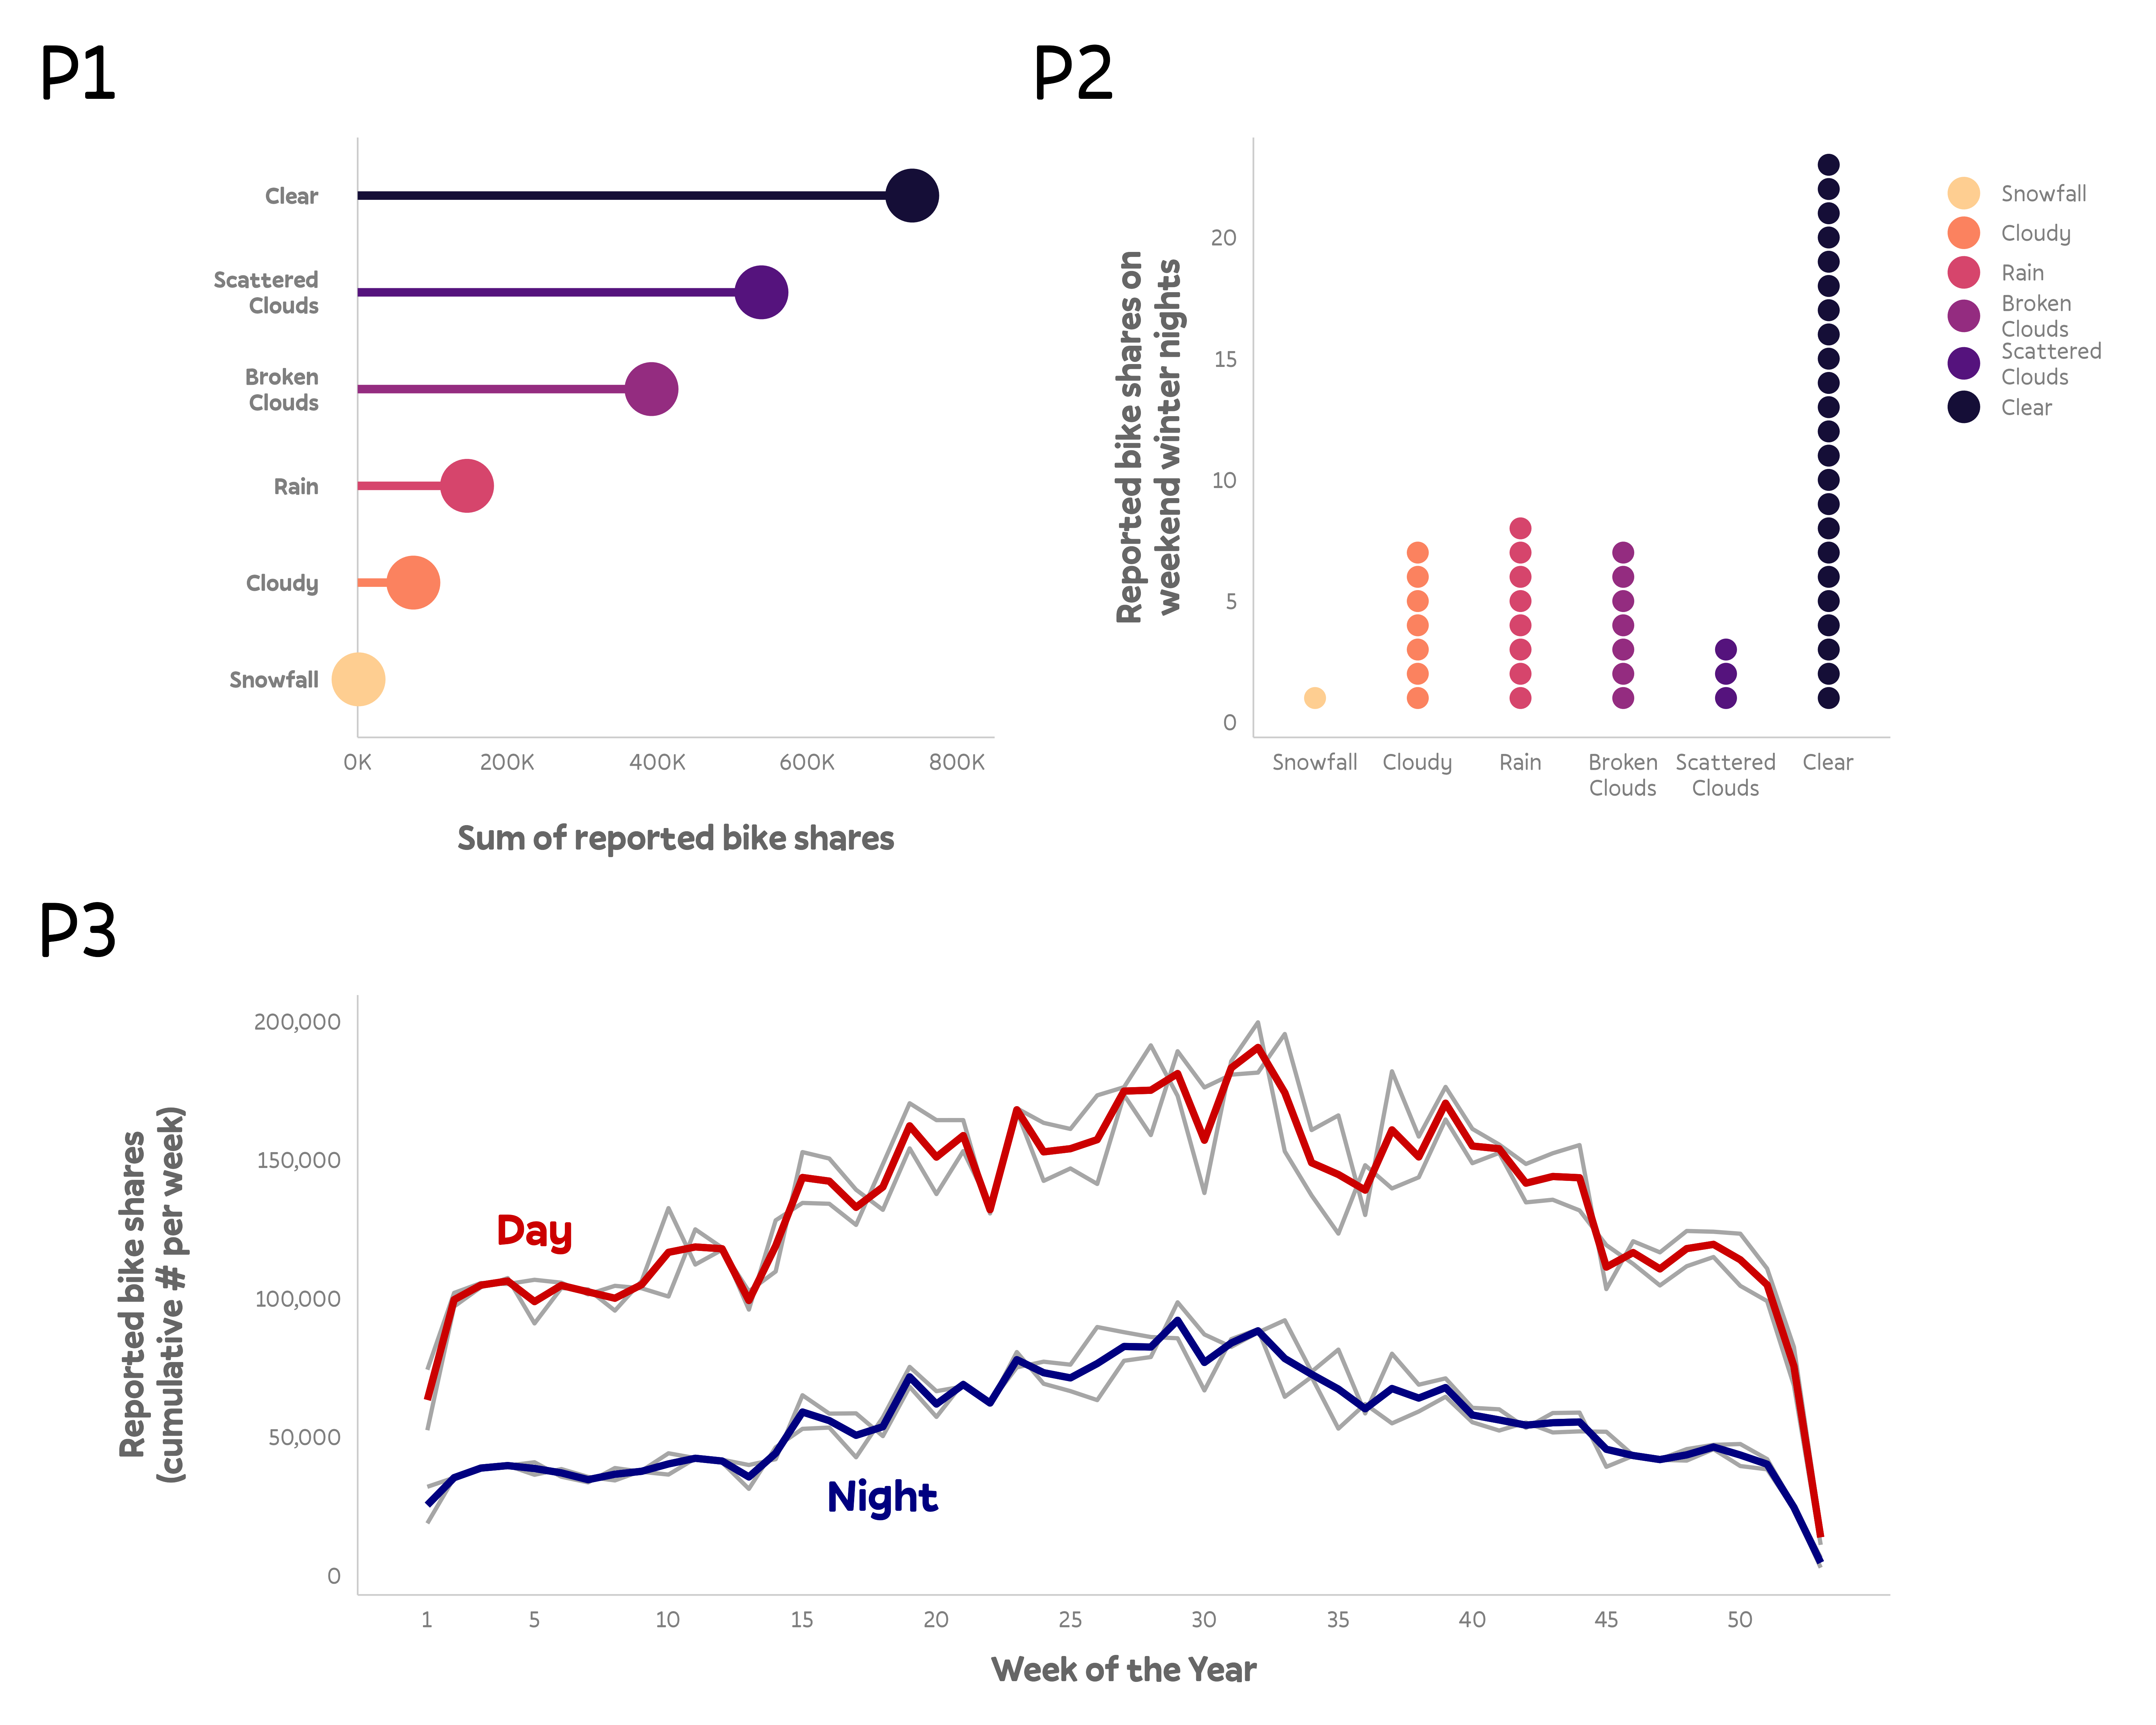 P1
Clear
Scattered
Clouds
Broken
Clouds
Rain
Cloudy
Snowfall
0K 200K 400K 600K 800K
Sum of reported bike shares
P2
Reported bike shares on
weekend winter nights
20
15
10
5
0
Snowfall Cloudy Rain Broken Scattered Clear
Clouds Clouds
Snowfall
Cloudy
Rain
Broken
Clouds
Scattered
Clouds
Clear
P3
Reported bike shares
(cumulative # per week)
200,000
150,000
100,000
50,000
0
Day
Night
1 5 10 15 20 25 30 35 40 45 50
Week of the Year